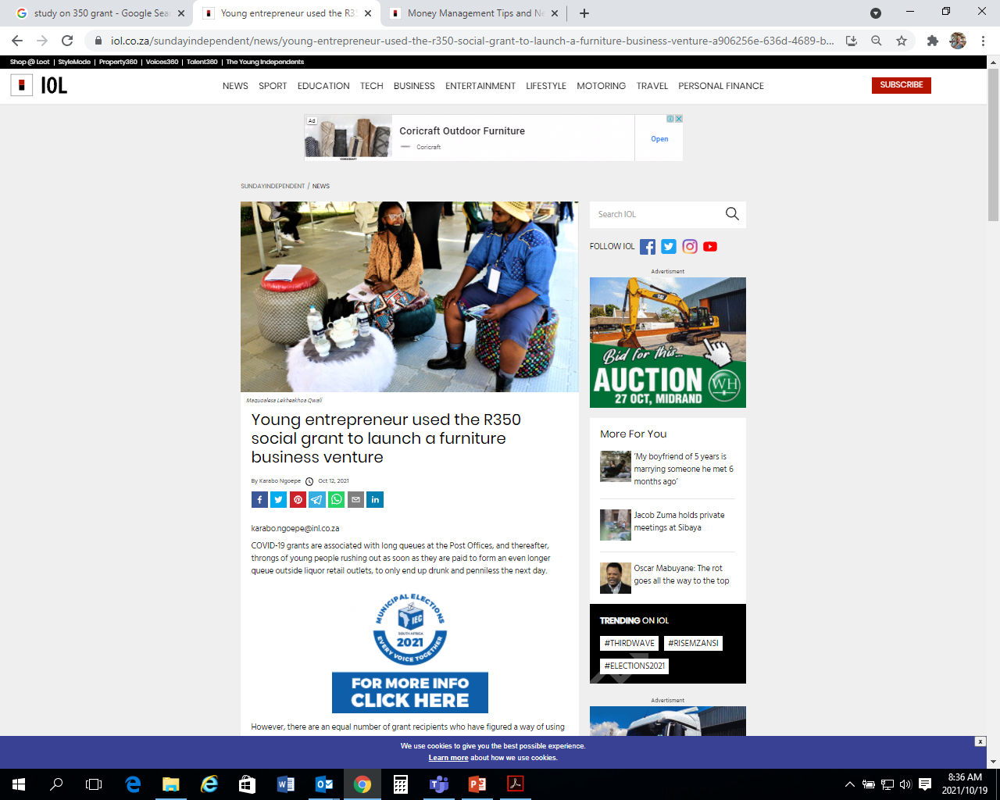 study on 350 grant - Google Sear
Young entrepreneur used the R35
Money Management Tips and Ne
iol.co.za/sundayindependent/news/young-entrepreneur-used-the-r350-social-grant-to-launch-a-furniture-business-venture-a906256e-636d-4689-b...
Shop @ Loot | StyleMode | Property360 | Voices360 | Talent360 | The Young Independents
IOL
NEWS SPORT EDUCATION TECH BUSINESS ENTERTAINMENT LIFESTYLE MOTORING TRAVEL PERSONAL FINANCE
SUBSCRIBE
Ad
Coricraft Outdoor Furniture
Coricraft
Open
SUNDAYINDEPENDENT / NEWS
Maquoalesa Lekheakhoa Qwali
Young entrepreneur used the R350
social grant to launch a furniture
business venture
By Karabo Ngoepe Oct 12, 2021
karabo.ngoepe@inl.co.za
COVID-19 grants are associated with long queues at the Post Offices, and thereafter,
throngs of young people rushing out as soon as they are paid to form an even longer
queue outside liquor retail outlets, to only end up drunk and penniless the next day.
MUNICIPAL ELECTIONS
IEC
SOUTH AFRICA
2021
EVERY VOICE TOGETHER
FOR MORE INFO
CLICK HERE
However, there are an equal number of grant recipients who have figured a way of using
Search IOL
FOLLOW IOL
Advertisment
CAT
Bid for this...
AUCTION
WH
27 OCT, MIDRAND
More For You
'My boyfriend of 5 years is
marrying someone he met 6
months ago'
Jacob Zuma holds private
meetings at Sibaya
Oscar Mabuyane: The rot
goes all the way to the top
TRENDING ON IOL
#THIRDWAVE #RISEMZANSI
#ELECTIONS2021
Advertisment
We use cookies to give you the best possible experience.
Learn more about how we use cookies.
x
8:36 AM
2021/10/19